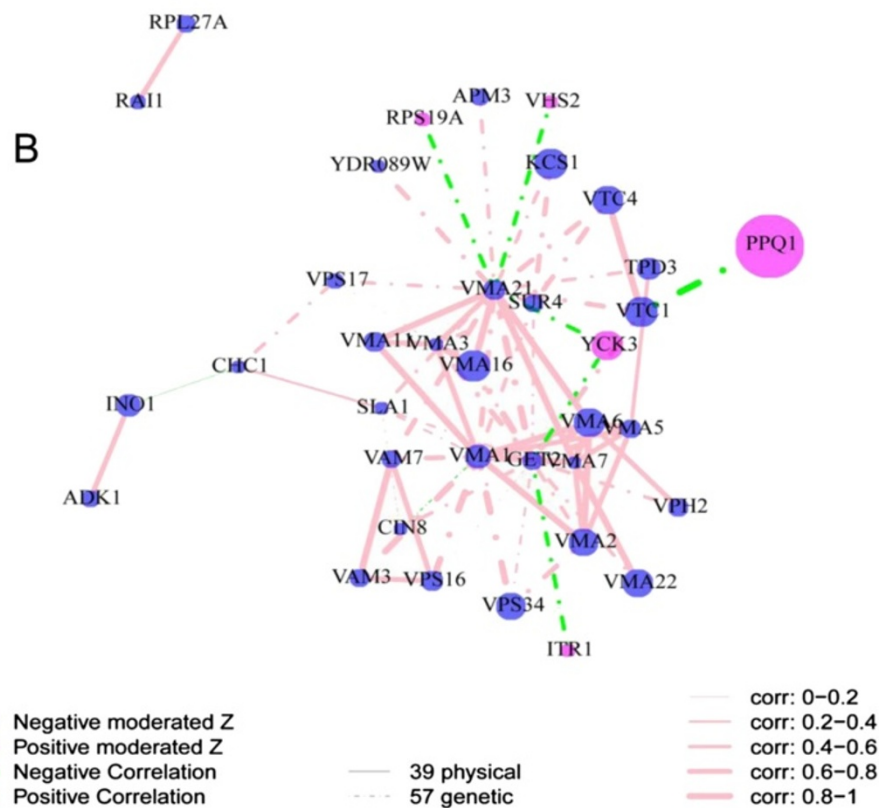 RPL27A
RAI1
B
APM3
VHS2
RPS19A
YDR089W
KCS1
VTC4
PPQ1
TPD3
VPS17
VMA21
SUR4
VTC1
VMA11
VMA3
YCK3
VMA16
CHC1
INO1
SLA1
VMA6
VMA5
VAM7
VMA1
GET2
VMA7
ADK1
VPH2
CIN8
VMA2
VAM3
VPS16
VMA22
VPS34
ITR1
corr: 0-0.2
Negative moderated Z
corr: 0.2-0.4
Positive moderated Z
corr: 0.4-0.6
Negative Correlation
39 physical
corr: 0.6-0.8
Positive Correlation
57 genetic
corr: 0.8-1